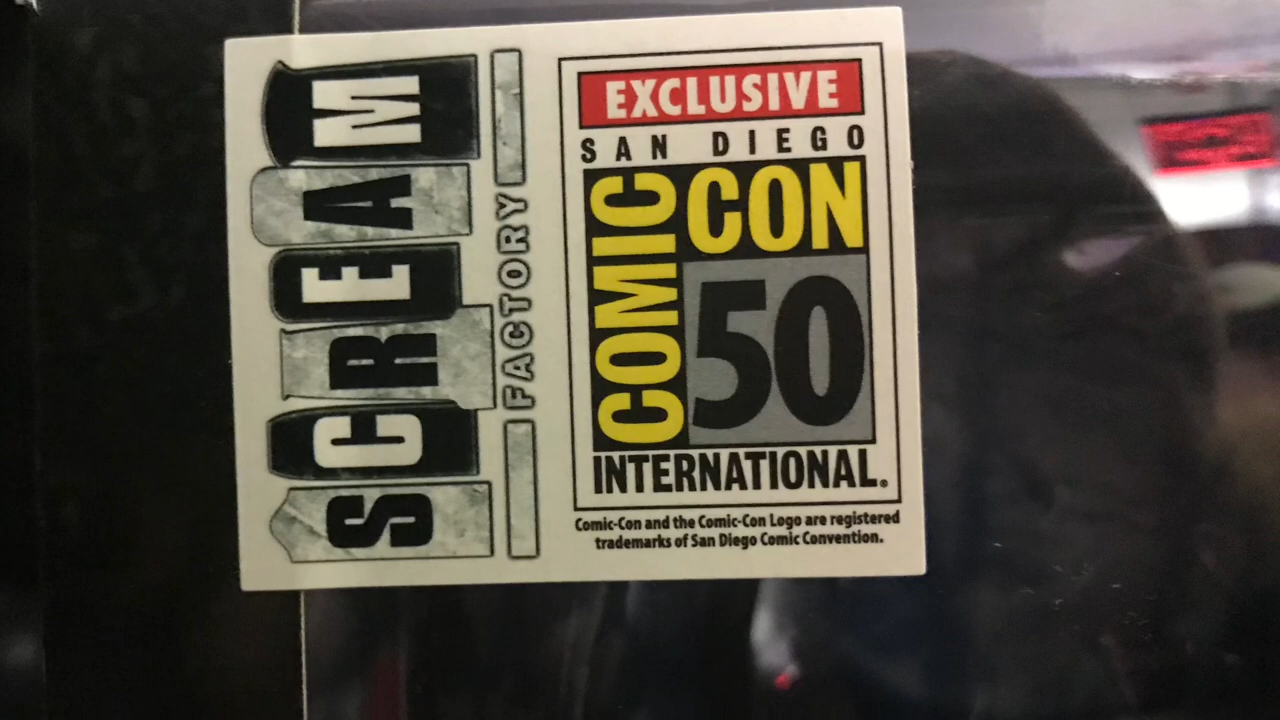 SCREAM
FACTORY
EXCLUSIVE
SAN DIEGO
COMIC CON
50
INTERNATIONAL.
Comic-Con and the Comic-Con Logo are registered
trademarks of San Diego Comic Convention.